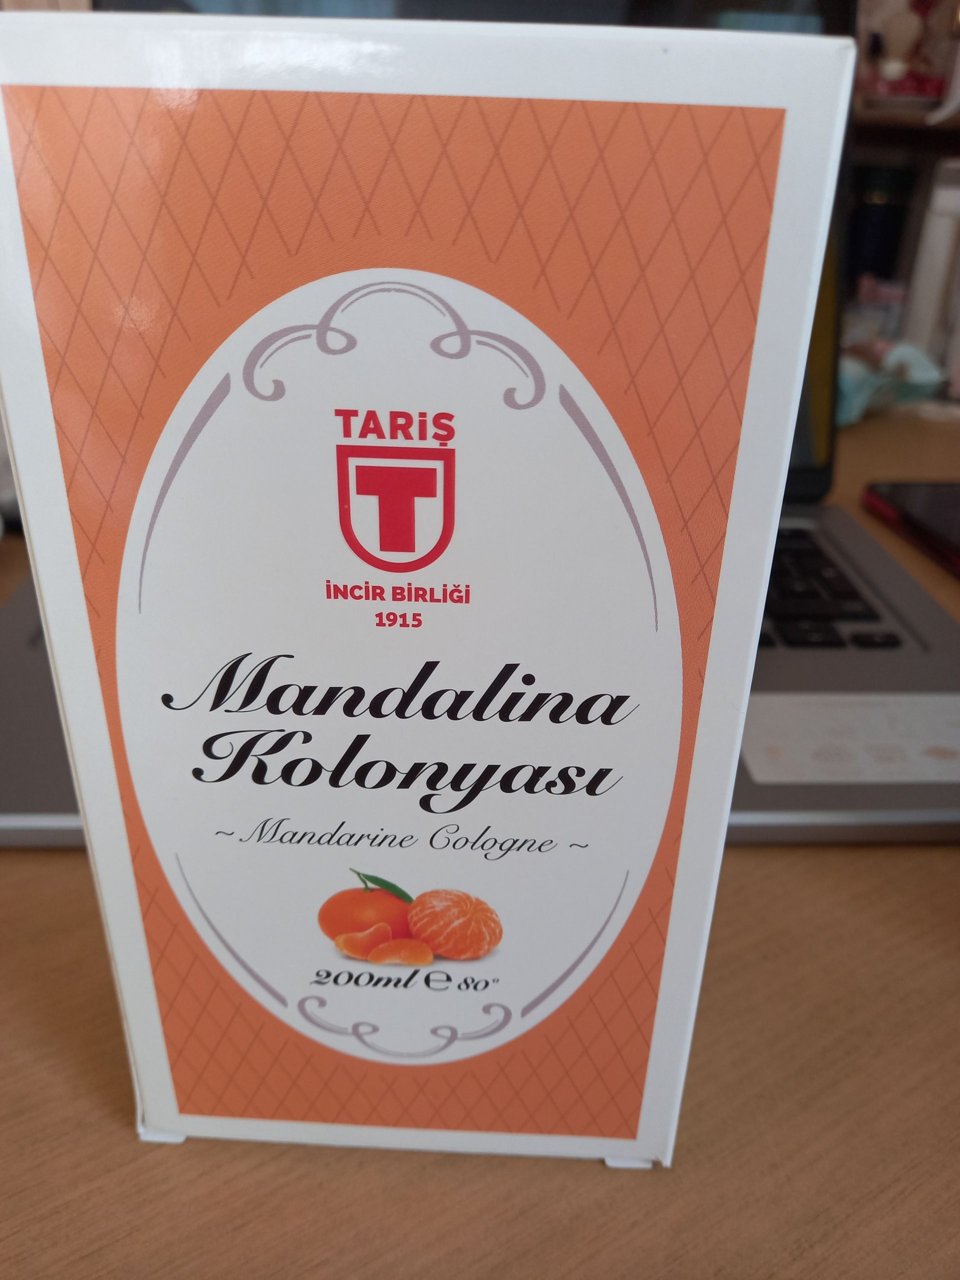 TARİŞ
T
İNCİR BİRLİĞİ
1915
Mandalina
Kolonyası
~ Mandarine Cologne ~
200ml ℮ 80°